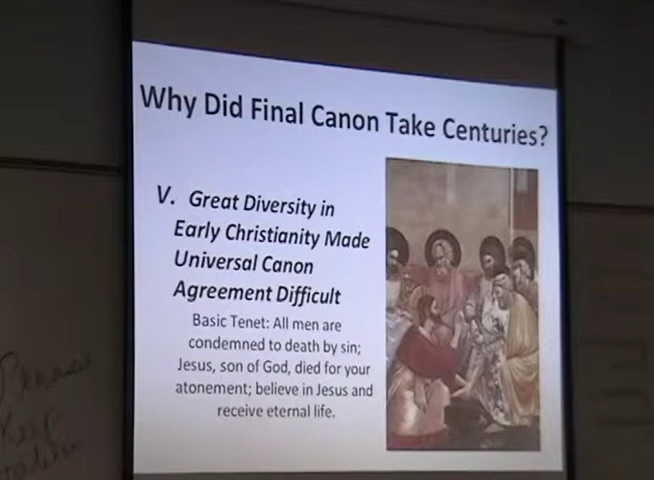 Why Did Final Canon Take Centuries?
V. Great Diversity in
Early Christianity Made
Universal Canon
Agreement Difficult
Basic Tenet: All men are
condemned to death by sin;
Jesus, son of God, died for your
atonement; believe in Jesus and
receive eternal life.
Please
Keep